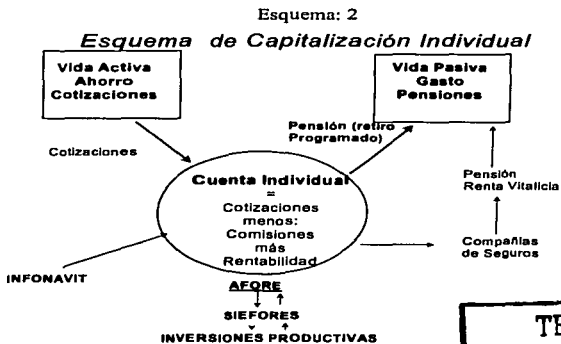 Esquema: 2
Esquema de Capitalización Individual
Vida Activa
Ahorro
Cotizaciones
Vida Pasiva
Gasto
Pensiones
Cotizaciones
Pensión (retiro
Programado)
Cuenta Individual
=
Cotizaciones
menos:
Comisiones
más
Rentabilidad
Pensión
Renta Vitalicia
Compañías
de Seguros
INFONAVIT
AFORE
SIEFORES
INVERSIONES PRODUCTIVAS